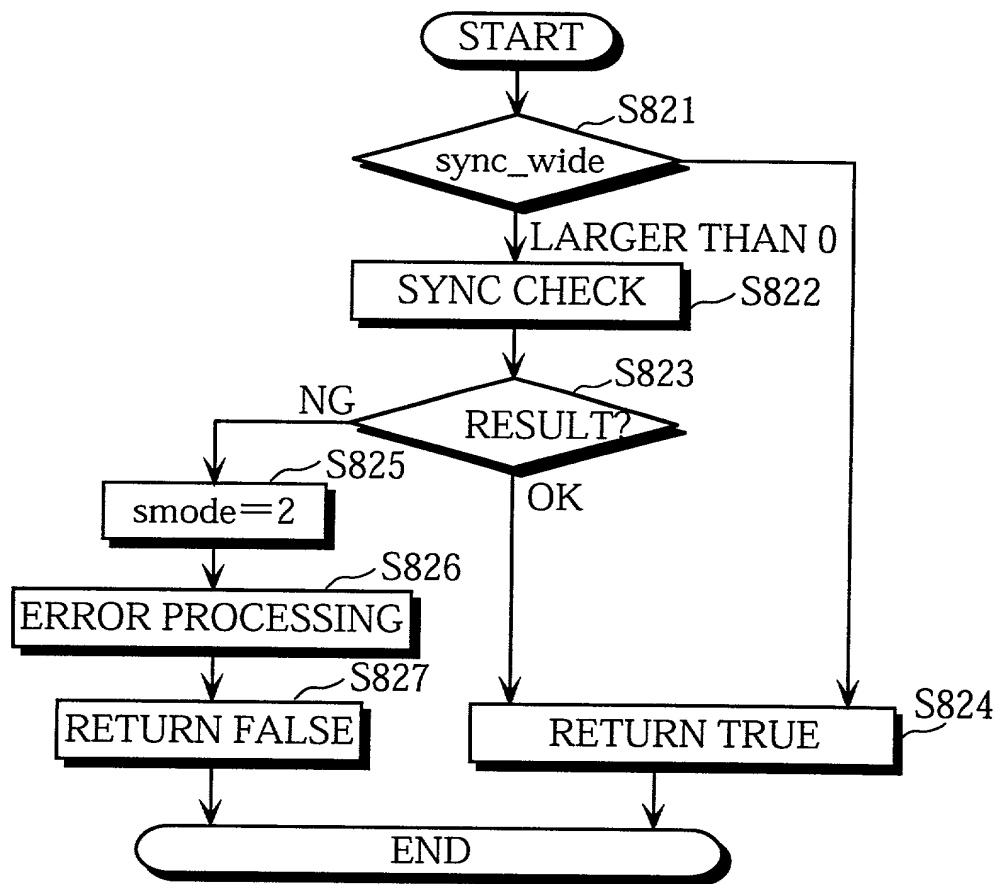 START
S821
sync_wide
LARGER THAN 0
SYNC CHECK
S822
S823
NG
RESULT?
S825
OK
smode=2
S826
ERROR PROCESSING
S827
RETURN FALSE
S824
RETURN TRUE
END